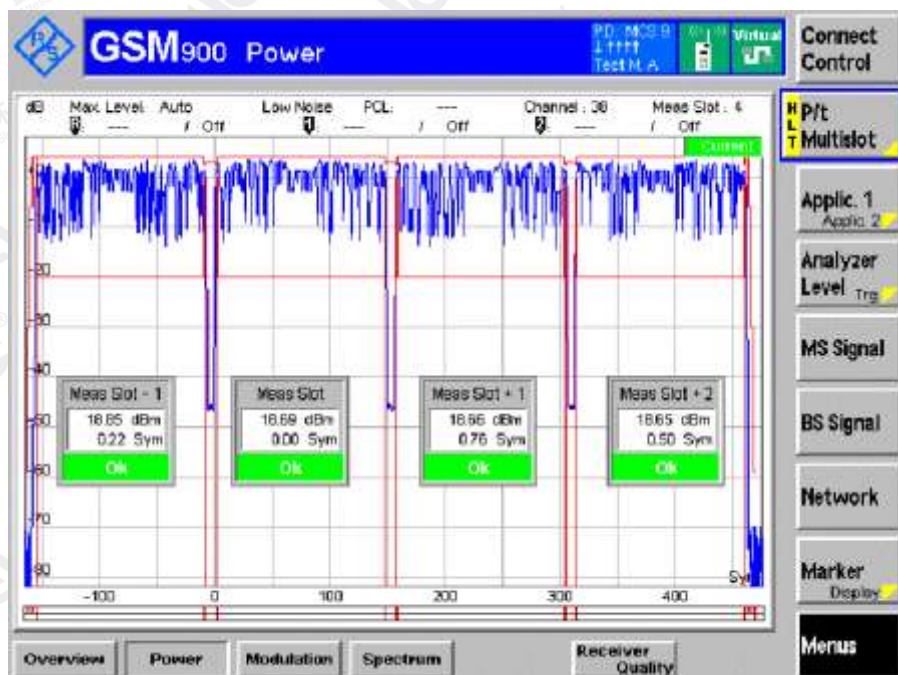 GSM900 Power
PD: MCS 9
Test M. A
Virtual
Connect
Control
dB Max. Level: Auto Low Noise PCL: --- Channel : 38 Meas Slot : 4
--- / Off
1 --- / Off
2 --- / Off
Current
HLT
P/t
Multislot
Applic. 1
Applic. 2
Analyzer
Level Trg
MS Signal
BS Signal
Network
Marker
Display
Menus
-20
-30
-40
-50
-60
-70
-80
Meas Slot - 1
18.85 dBm
0.22 Sym
Ok
Meas Slot
18.69 dBm
0.00 Sym
Ok
Meas Slot + 1
18.66 dBm
0.76 Sym
Ok
Meas Slot + 2
18.65 dBm
0.50 Sym
Ok
Sym
-100 0 100 200 300 400
Overview Power Modulation Spectrum Receiver
Quality